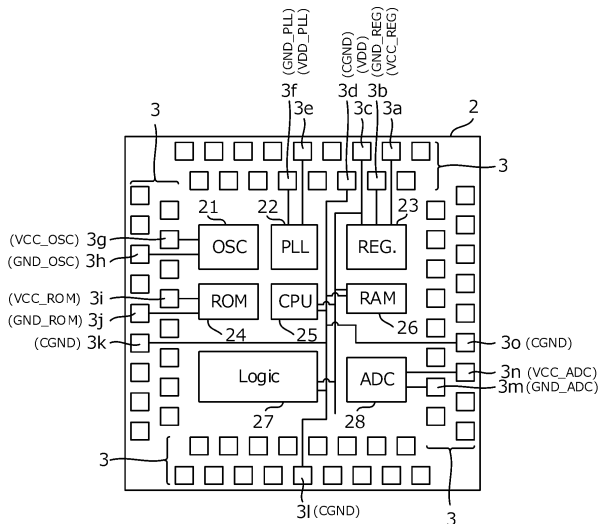 (GND_PLL)
(VDD_PLL)
(CGND)
(VDD)
(GND_REG)
(VCC_REG)
3f
3e
3d
3c
3b
3a
2
3
3
21
22
23
(VCC_OSC) 3g
(GND_OSC) 3h
OSC
PLL
REG.
(VCC_ROM) 3i
(GND_ROM) 3j
(CGND) 3k
ROM
CPU
RAM
24
25
26
3o (CGND)
3n (VCC_ADC)
3m (GND_ADC)
Logic
ADC
27
28
3
3
3l (CGND)